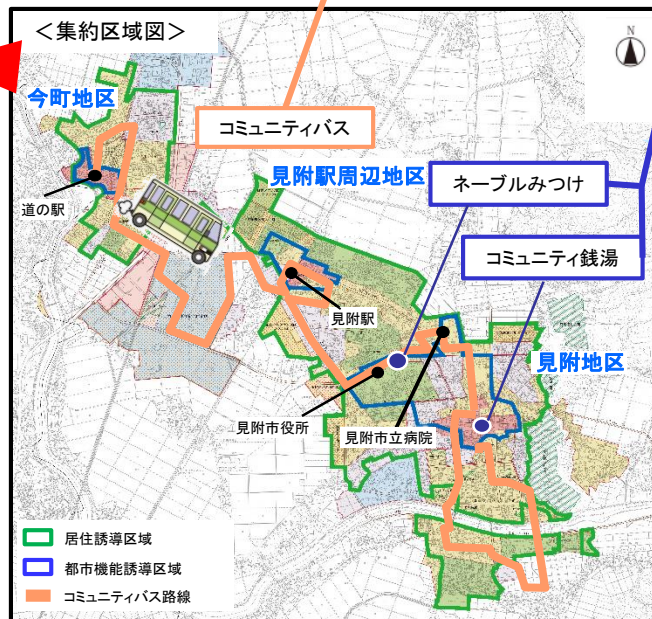 <集約区域図>
N
今町地区
コミュニティバス
見附駅周辺地区
ネーブルみつけ
道の駅
コミュニティ銭湯
見附駅
見附地区
見附市役所
見附市立病院
居住誘導区域
都市機能誘導区域
コミュニティバス路線